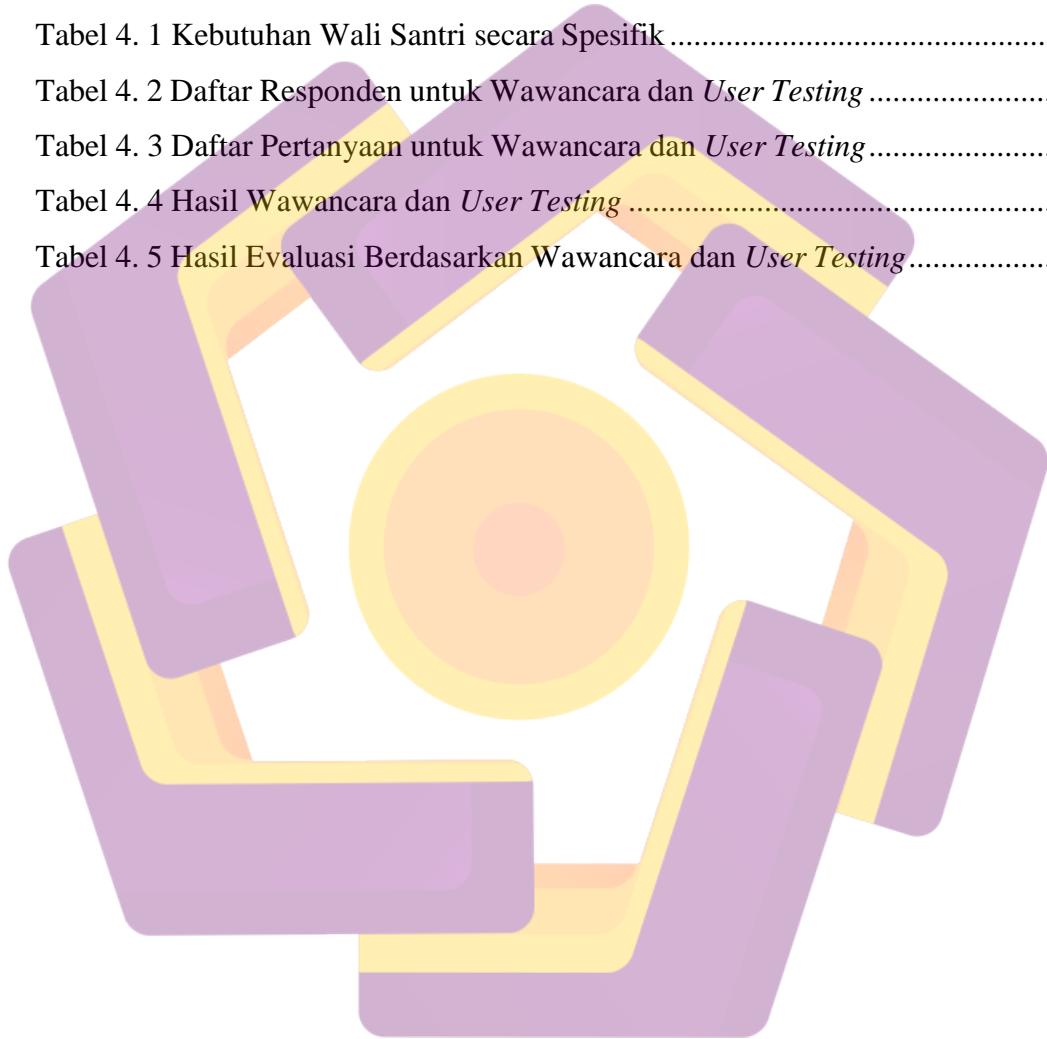 Tabel 4. 1 Kebutuhan Wali Santri secara Spesifik ................................................
Tabel 4. 2 Daftar Responden untuk Wawancara dan User Testing .......................
Tabel 4. 3 Daftar Pertanyaan untuk Wawancara dan User Testing .......................
Tabel 4. 4 Hasil Wawancara dan User Testing .....................................................
Tabel 4. 5 Hasil Evaluasi Berdasarkan Wawancara dan User Testing ..................